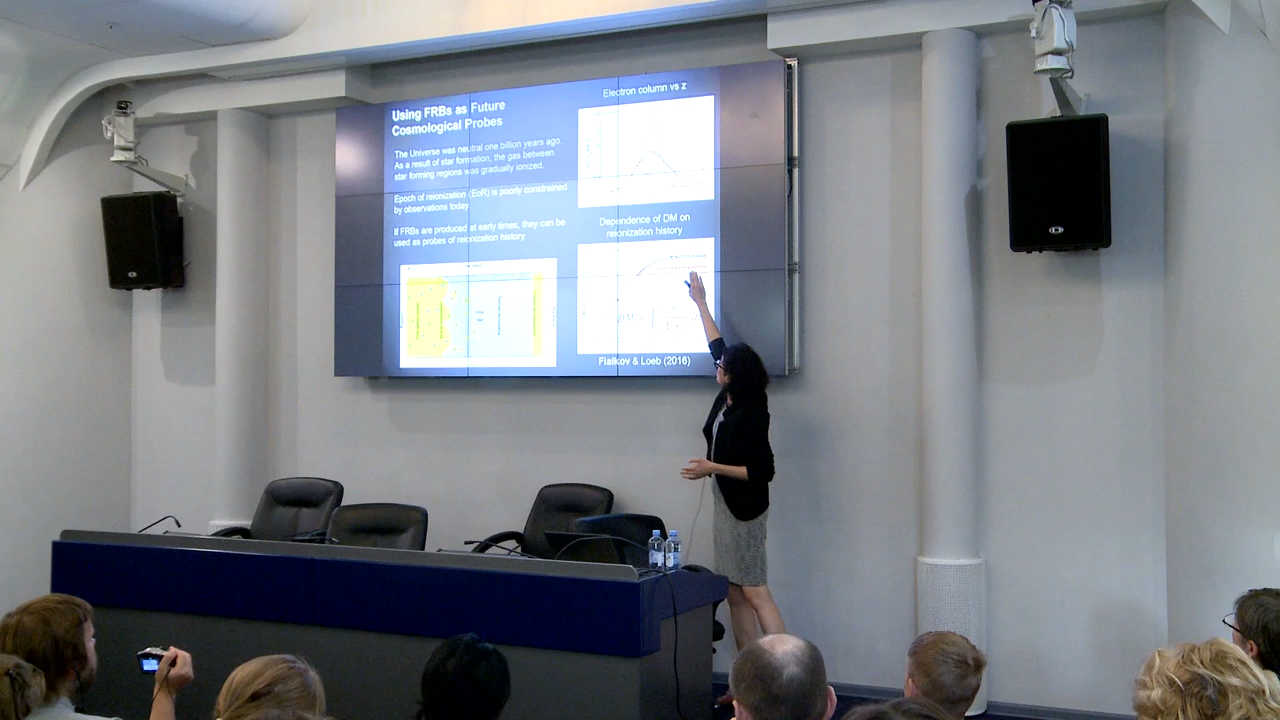 Using FRBs as Future
Cosmological Probes
The Universe was neutral one billion years ago.
As a result of star formation, the gas between
star forming regions was gradually ionized.
Epoch of reionization (EoR) is poorly constrained
by observations today.
If FRBs are produced at early times, they can be
used as probes of reionization history.
Electron column vs z
Dependence of DM on
reionization history
Fialkov & Loeb (2016)